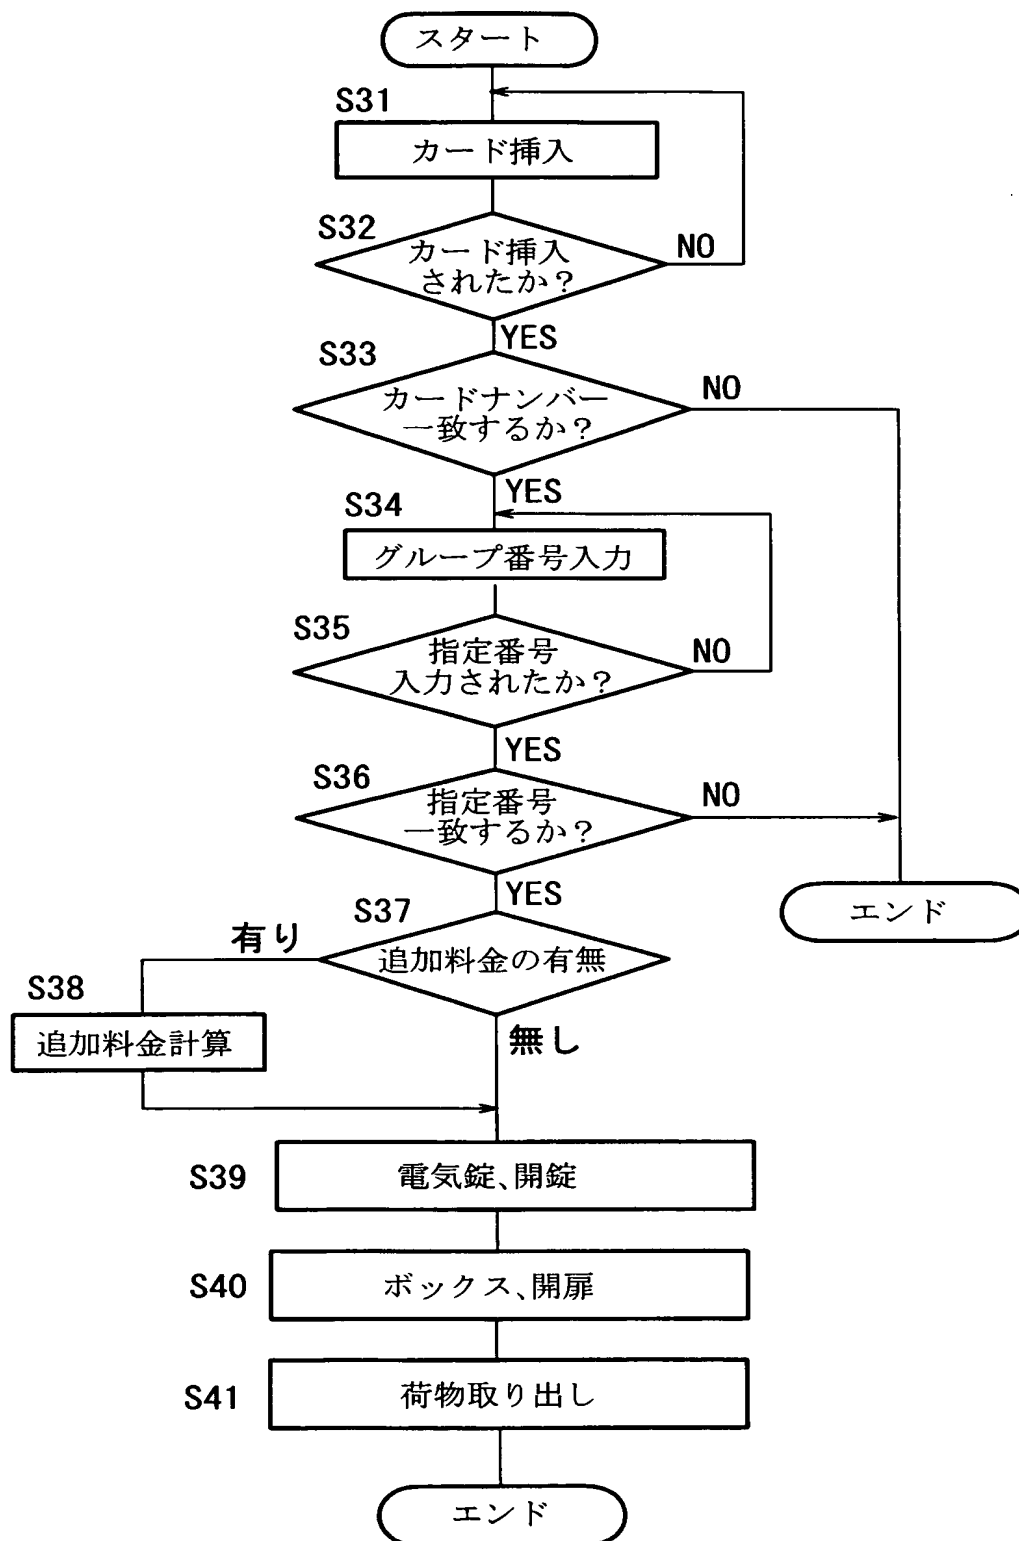 スタート
S31
カード挿入
S32
カード挿入
されたか？
NO
YES
S33
カードナンバー
一致するか？
NO
YES
S34
グループ番号入力
S35
指定番号
入力されたか？
NO
YES
S36
指定番号
一致するか？
NO
YES
エンド
S37
有り
追加料金の有無
S38
追加料金計算
無し
S39
電気錠、開錠
S40
ボックス、開扉
S41
荷物取り出し
エンド